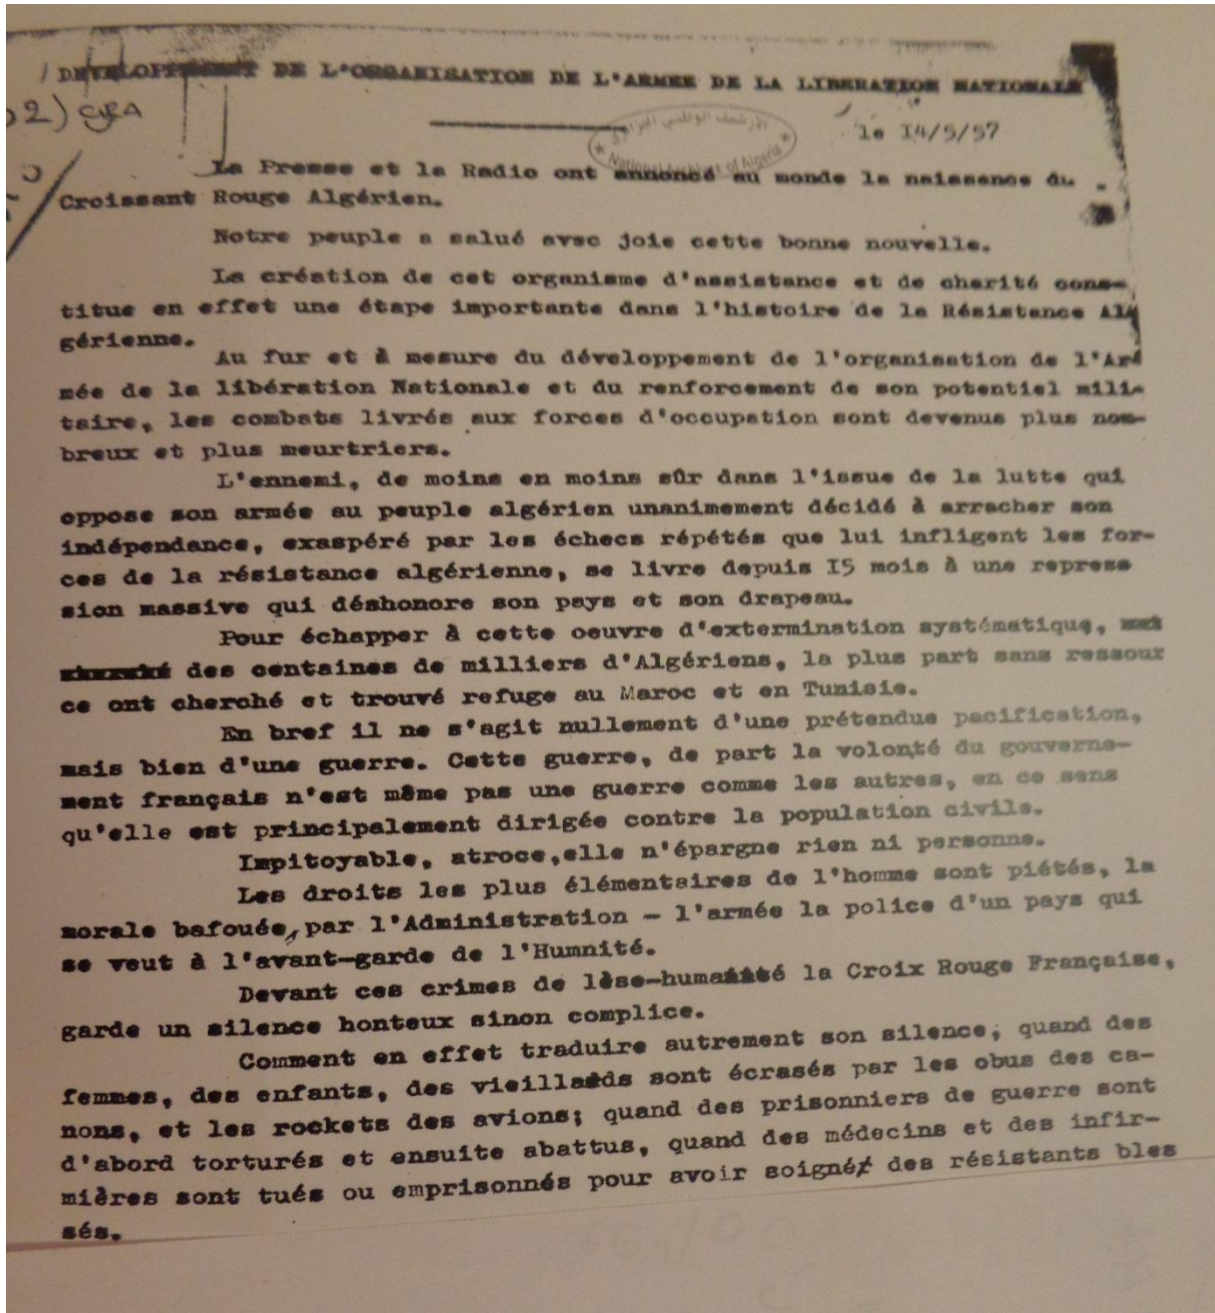 DEVELOPPEMENT DE L'ORGANISATION DE L'ARMEE DE LA LIBERATION NATIONALE
2) CRA
الأرشيف الوطني الجزائري
National Archives of Algeria
le I4/5/57
La Presse et la Radio ont annoncé au monde la naissance du
Croissant Rouge Algérien.
Notre peuple a salué avec joie cette bonne nouvelle.
La création de cet organisme d'assistance et de charité cons-
titue en effet une étape importante dans l'histoire de la Résistance Al
gérienne.
Au fur et à mesure du développement de l'organisation de l'Ar
mée de la libération Nationale et du renforcement de son potentiel mili-
taire, les combats livrés aux forces d'occupation sont devenus plus nom-
breux et plus meurtriers.
L'ennemi, de moins en moins sûr dans l'issue de la lutte qui
oppose son armée au peuple algérien unanimement décidé à arracher son
indépendance, exaspéré par les échecs répétés que lui infligent les for-
ces de la résistance algérienne, se livre depuis I5 mois à une repress
sion massive qui déshonore son pays et son drapeau.
Pour échapper à cette oeuvre d'extermination systématique,
des centaines de milliers d'Algériens, la plus part sans ressour
ce ont cherché et trouvé refuge au Maroc et en Tunisie.
En bref il ne s'agit nullement d'une prétendue pacification,
mais bien d'une guerre. Cette guerre, de part la volonté du gouverne-
ment français n'est même pas une guerre comme les autres, en ce sens
qu'elle est principalement dirigée contre la population civile.
Impitoyable, atroce,elle n'épargne rien ni personne.
Les droits les plus élémentaires de l'homme sont piétés, la
morale bafouée, par l'Administration - l'armée la police d'un pays qui
se veut à l'avant-garde de l'Humnité.
Devant ces crimes de lèse-humanité la Croix Rouge Française,
garde un silence honteux sinon complice.
Comment en effet traduire autrement son silence, quand des
femmes, des enfants, des vieillards sont écrasés par les obus des ca-
nons, et les rockets des avions; quand des prisonniers de guerre sont
d'abord torturés et ensuite abattus, quand des médecins et des infir-
mières sont tués ou emprisonnés pour avoir soigné des résistants bles
sés.